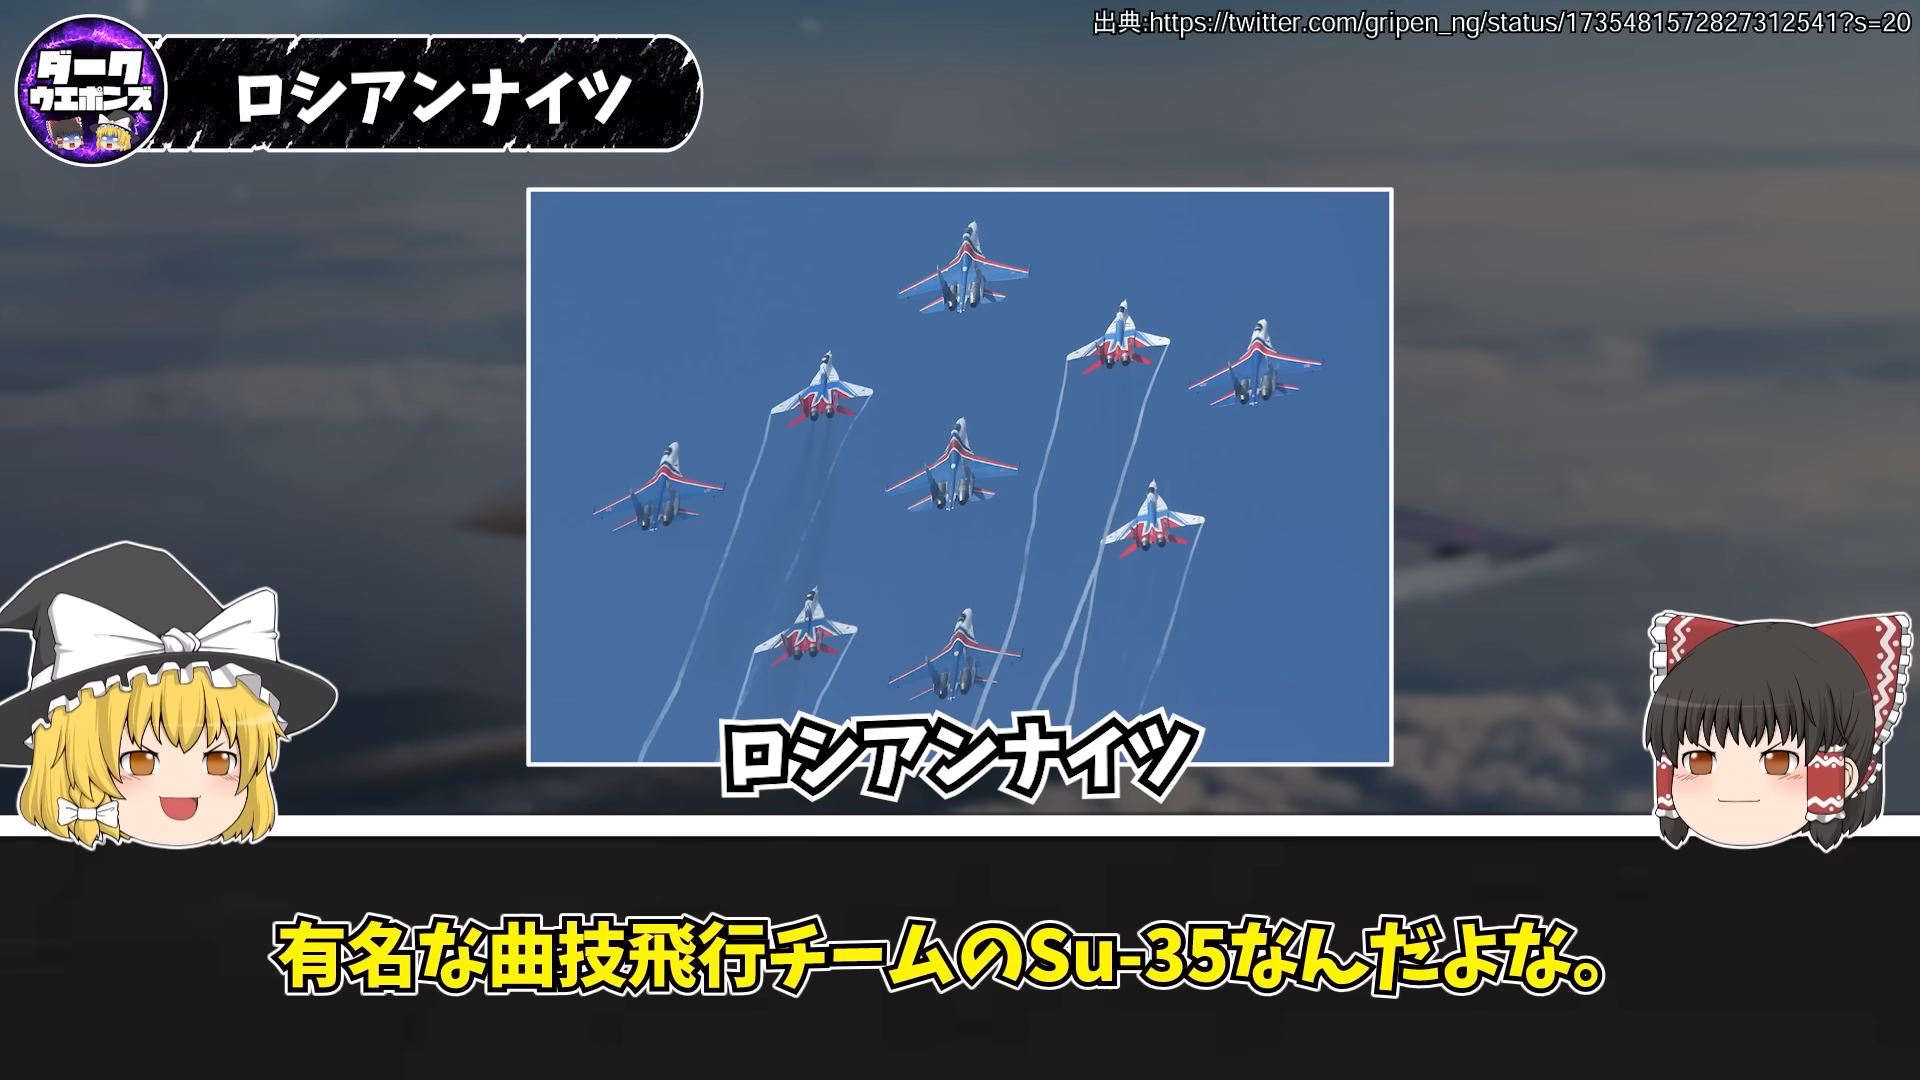 出典:https://twitter.com/gripen_ng/status/1735481572827312541?s=20
ダーク
ウエポンズ
ロシアンナイツ
ロシアンナイツ
有名な曲技飛行チームのSu-35なんだよな。